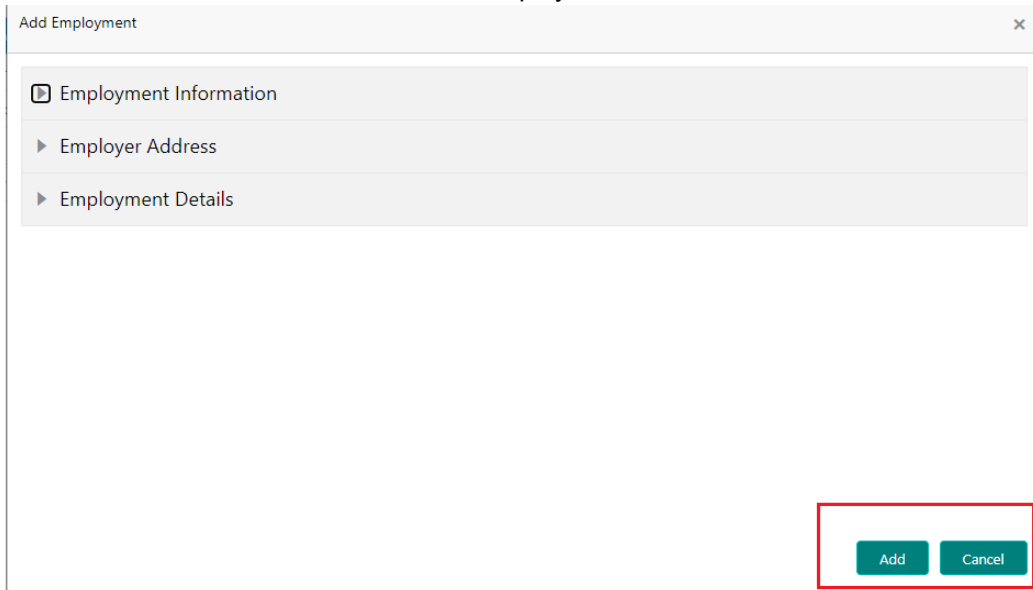 Add Employment
×
Employment Information
Employer Address
Employment Details
Add Cancel